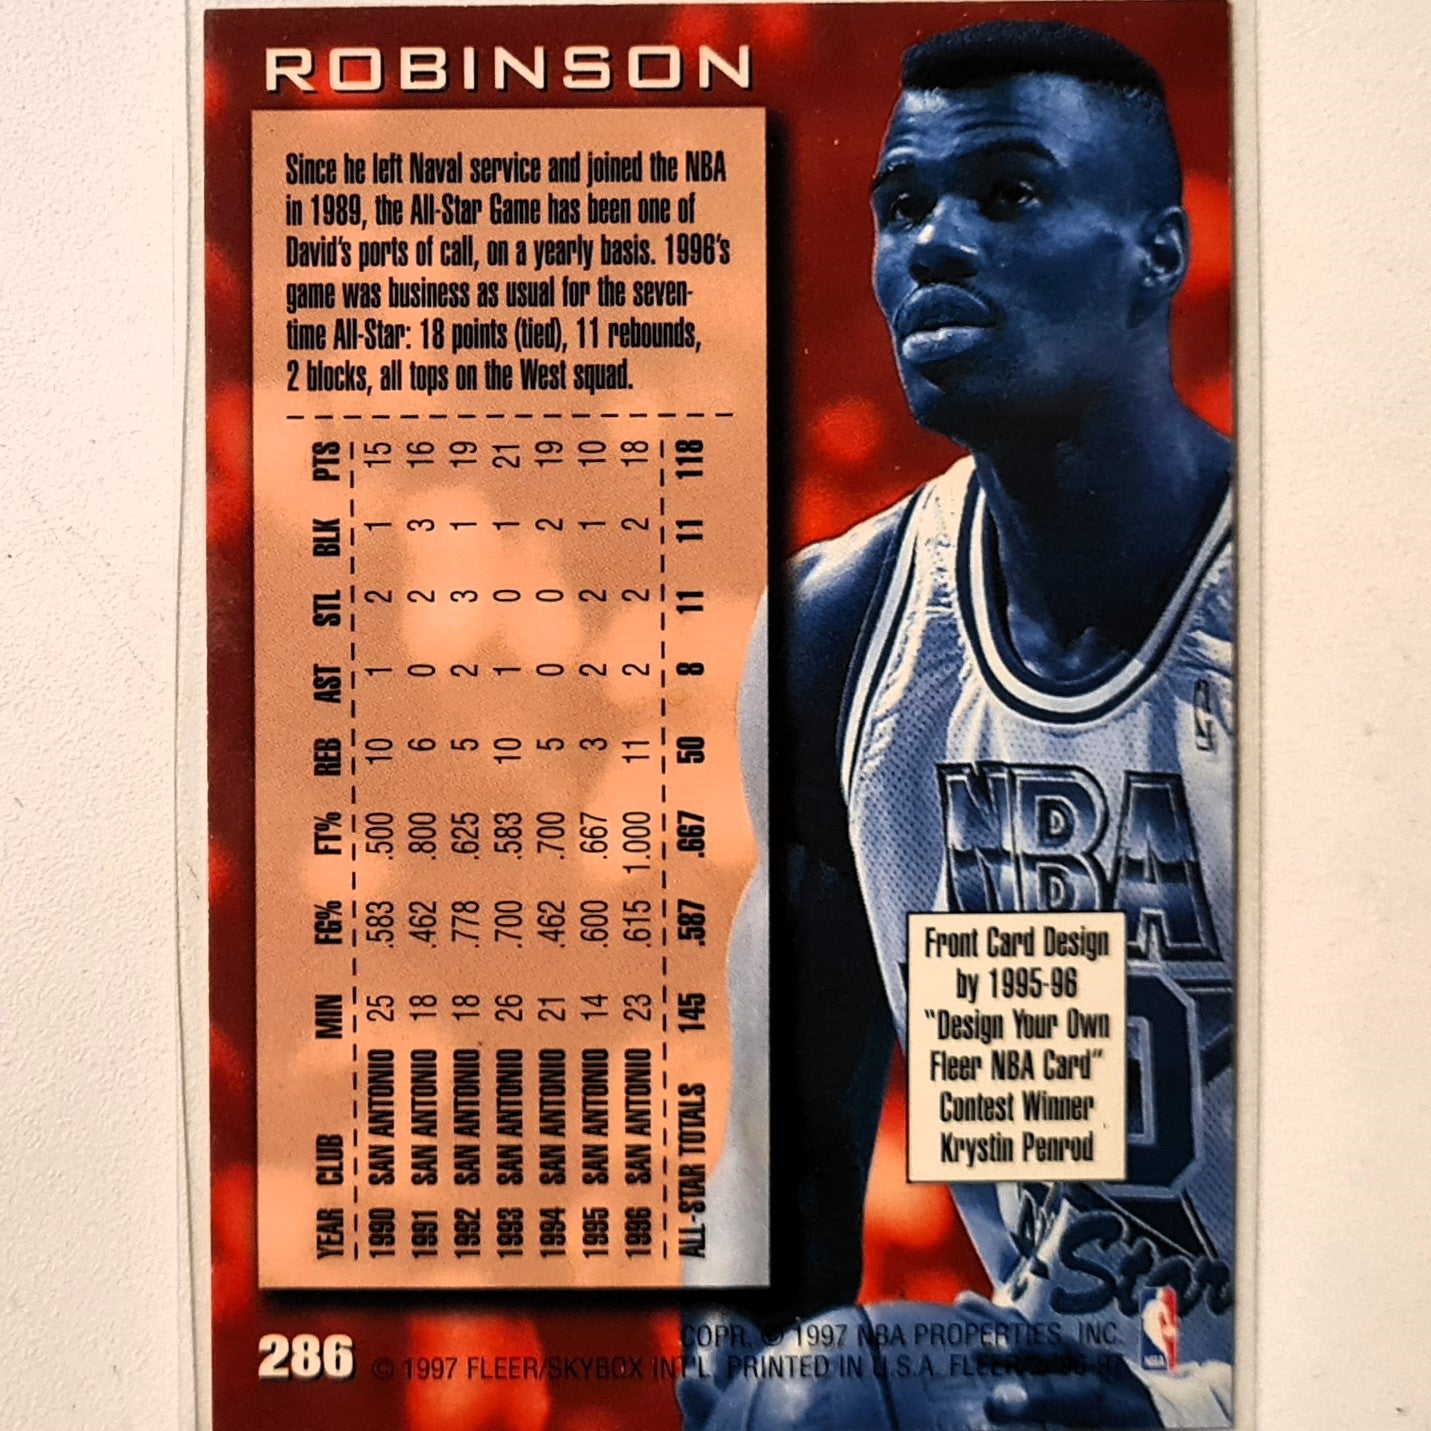 ROBINSON
Since he left Naval service and joined the NBA
in 1989, the All-Star Game has been one of
David's ports of call, on a yearly basis. 1996's
game was business as usual for the seven-
time All-Star: 18 points (tied), 11 rebounds,
2 blocks, all tops on the West squad.
YEAR CLUB MIN FG% FT% REB AST STL BLK PTS
1990 SAN ANTONIO 25 .583 .500 10 1 2 1 15
1991 SAN ANTONIO 18 .462 .800 6 0 2 3 16
1992 SAN ANTONIO 18 .778 .625 5 2 3 1 19
1993 SAN ANTONIO 26 .700 .583 10 1 0 1 21
1994 SAN ANTONIO 21 .462 .700 5 0 0 2 19
1995 SAN ANTONIO 14 .600 .667 3 2 2 1 10
1996 SAN ANTONIO 23 .615 1.000 11 2 2 2 18
ALL-STAR TOTALS 145 .587 .667 50 8 11 11 118
NBA
Front Card Design
by 1995-96
"Design Your Own
Fleer NBA Card"
Contest Winner
Krystin Penrod
Star
NBA
286
COPR. © 1997 NBA PROPERTIES, INC.
© 1997 FLEER/SKYBOX INT'L. PRINTED IN U.S.A. FLEER